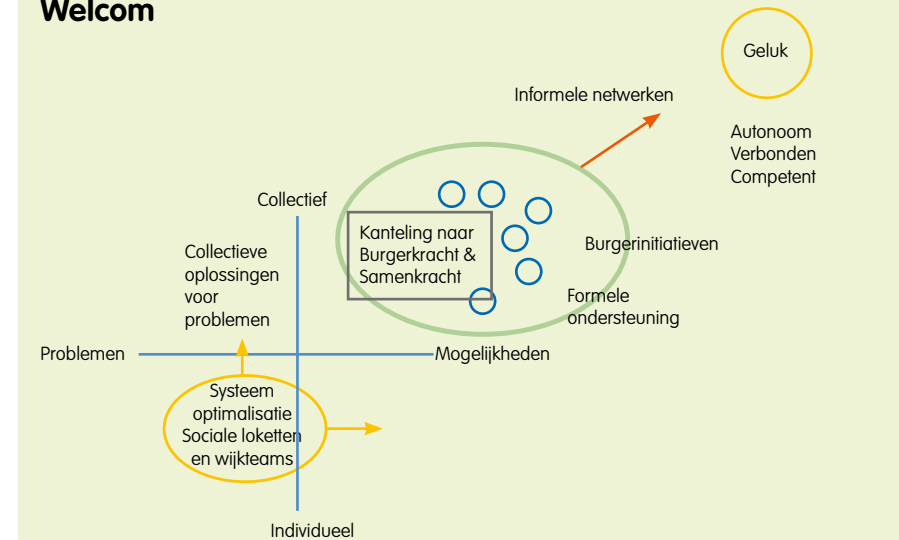 Welcom
Geluk
Informele netwerken
Autonoom
Verbonden
Competent
Collectief
Kanteling naar
Burgerkracht &
Samenkracht
Collectieve
oplossingen
voor
problemen
Burgerinitiatieven
Formele
ondersteuning
Problemen
Mogelijkheden
Systeem
optimalisatie
Sociale loketten
en wijkteams
Individueel